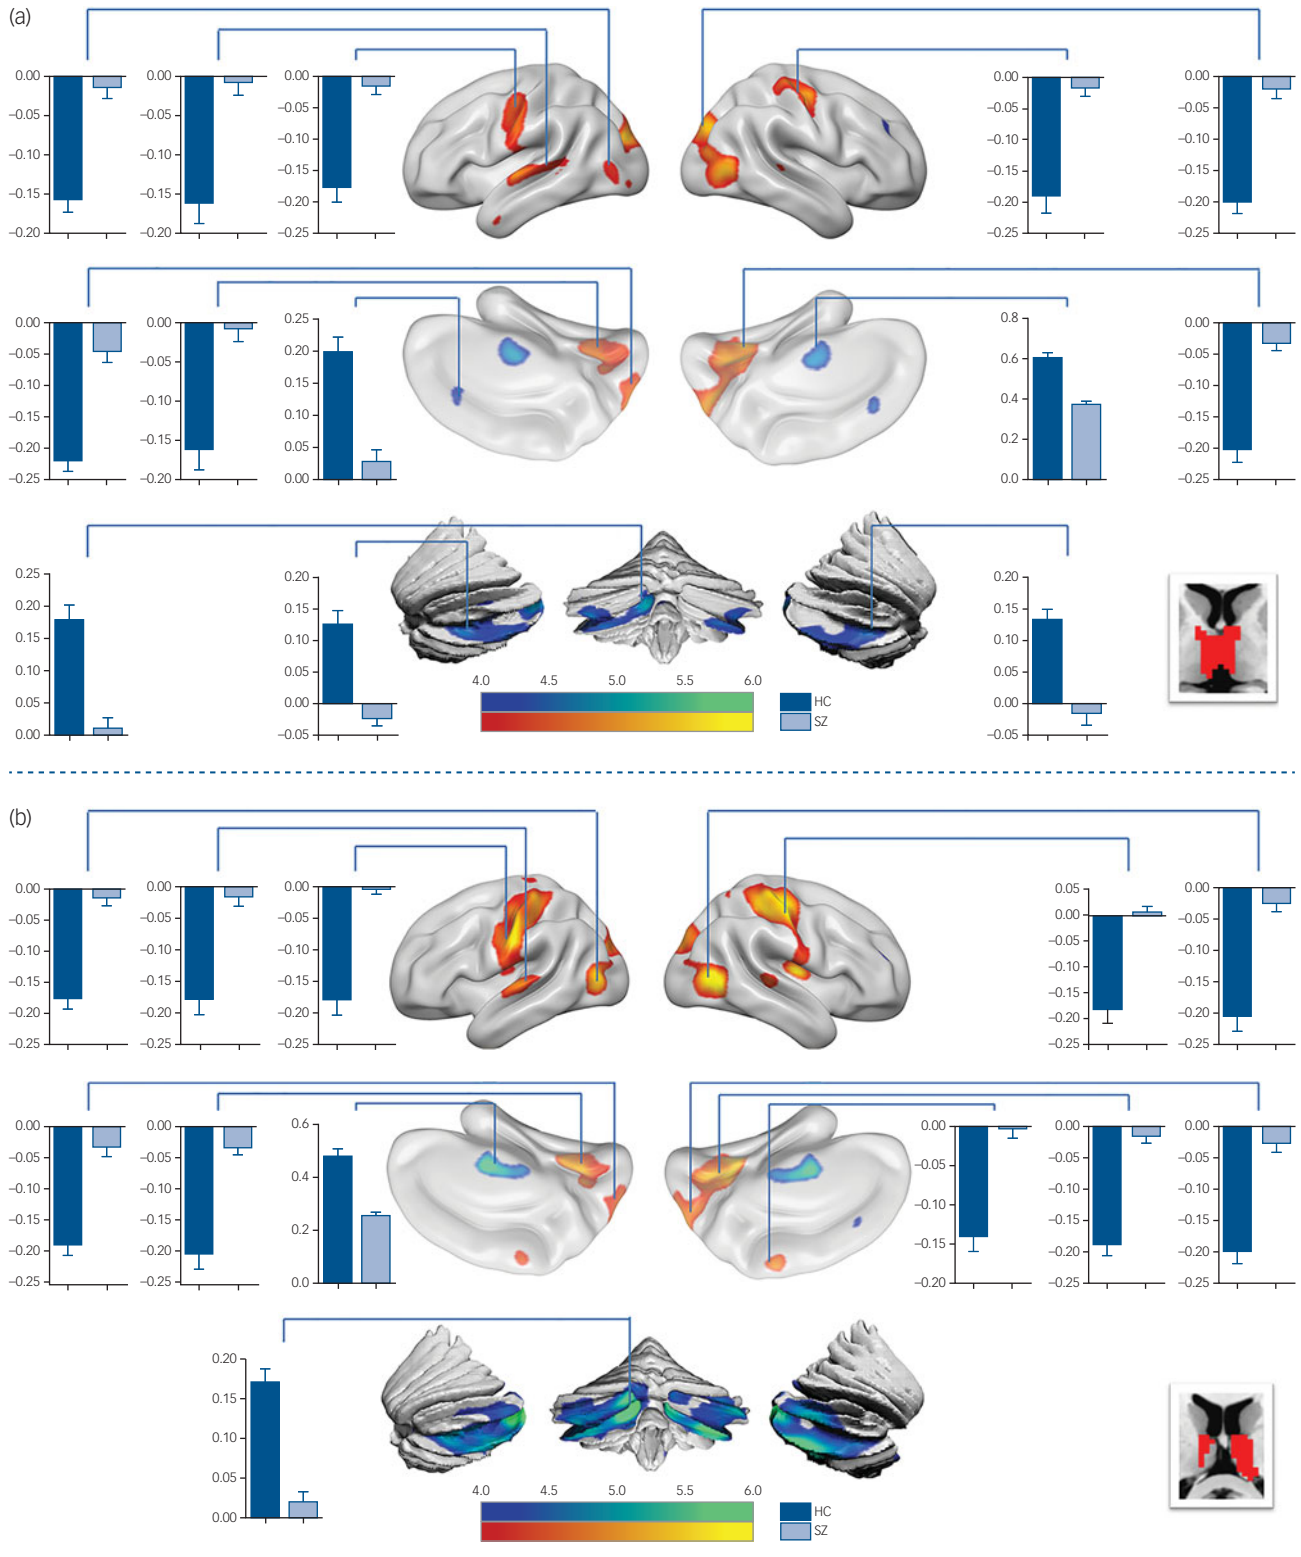 (a)
0.00 0.00 0.00 0.00 0.00
−0.05 −0.05 −0.05 −0.05 −0.05
−0.10 −0.10 −0.10 −0.10 −0.10
−0.15 −0.15 −0.15 −0.15 −0.15
−0.20 −0.20 −0.20 −0.20 −0.20
−0.25 −0.25 −0.25
0.00 0.00 0.25 0.8 0.00
−0.05 −0.05 0.20 0.6 −0.05
−0.10 −0.10 0.15 0.4 −0.10
−0.15 −0.15 0.10 0.2 −0.15
−0.20 −0.20 0.05 0.0 −0.20
−0.25 0.00 −0.25
0.25 0.20 0.20
0.20 0.15 0.15
0.15 0.10 0.10
0.10 0.05 0.05
0.05 0.00 0.00
0.00 −0.05 −0.05
4.0 4.5 5.0 5.5 6.0
HC
SZ
(b)
0.00 0.00 0.00 0.05 0.00
−0.05 −0.05 −0.05 0.00 −0.05
−0.10 −0.10 −0.10 −0.05 −0.10
−0.15 −0.15 −0.15 −0.10 −0.15
−0.20 −0.20 −0.20 −0.15 −0.20
−0.25 −0.25 −0.25 −0.20 −0.25
−0.25
0.00 0.00 0.6 0.00 0.00 0.00
−0.05 −0.05 0.4 −0.05 −0.05 −0.05
−0.10 −0.10 0.2 −0.10 −0.10 −0.10
−0.15 −0.15 0.0 −0.15 −0.15 −0.15
−0.20 −0.20 −0.20 −0.20 −0.20
−0.25 −0.25 −0.25 −0.25
0.20
0.15
0.10
0.05
0.00
4.0 4.5 5.0 5.5 6.0
HC
SZ